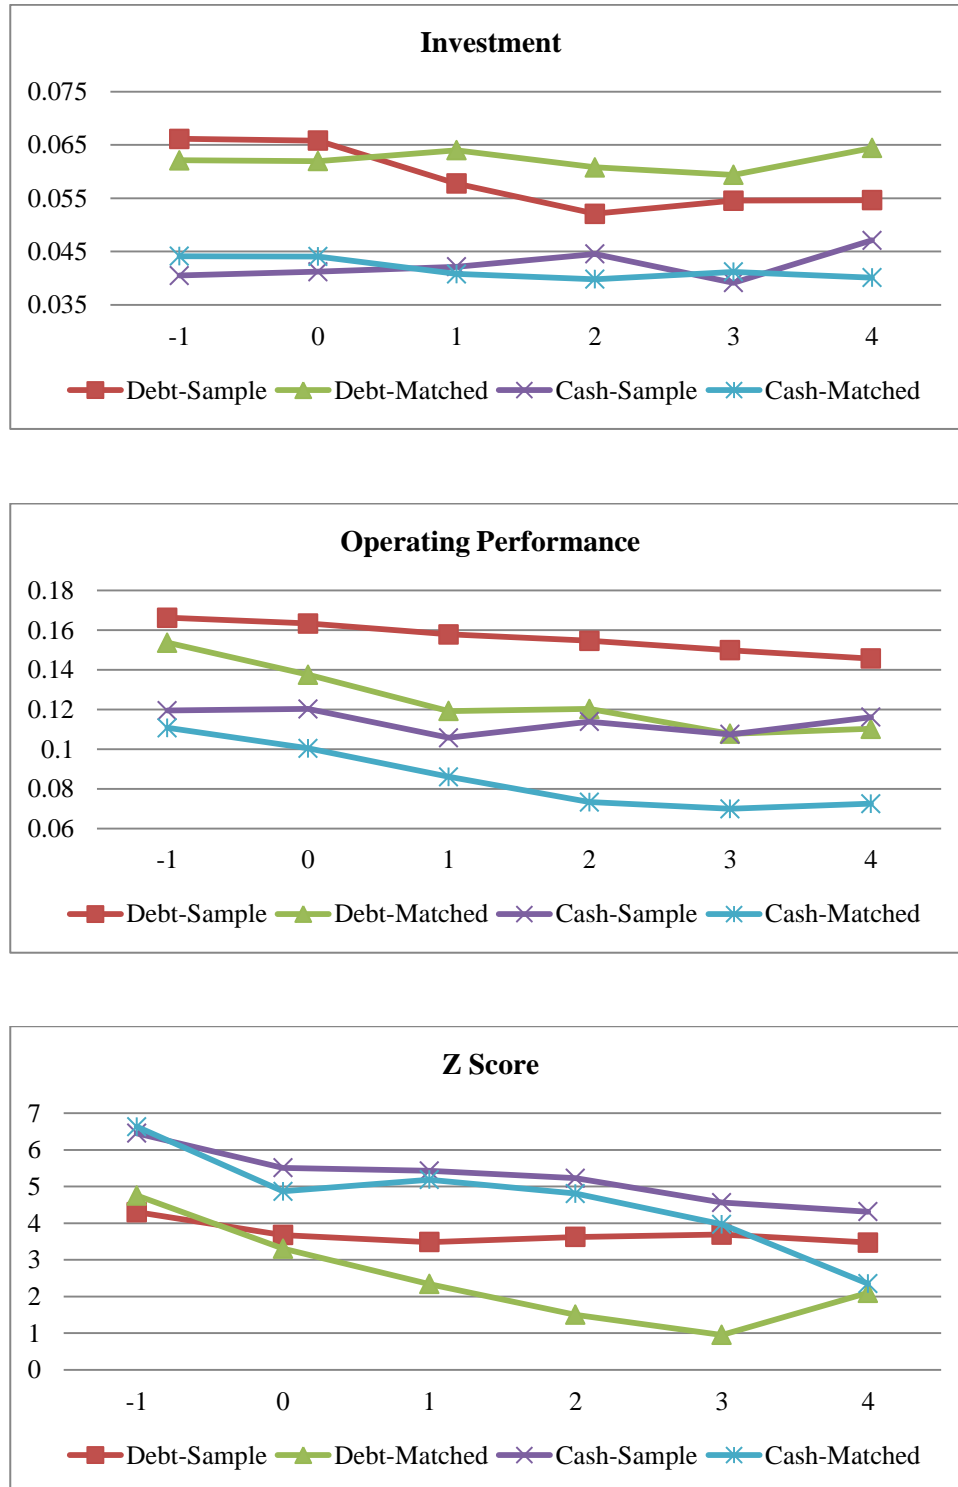 Investment
0.075
0.065
0.055
0.045
0.035
-1 0 1 2 3 4
Debt-Sample Debt-Matched Cash-Sample Cash-Matched
Operating Performance
0.18
0.16
0.14
0.12
0.1
0.08
0.06
-1 0 1 2 3 4
Debt-Sample Debt-Matched Cash-Sample Cash-Matched
Z Score
7
6
5
4
3
2
1
0
-1 0 1 2 3 4
Debt-Sample Debt-Matched Cash-Sample Cash-Matched